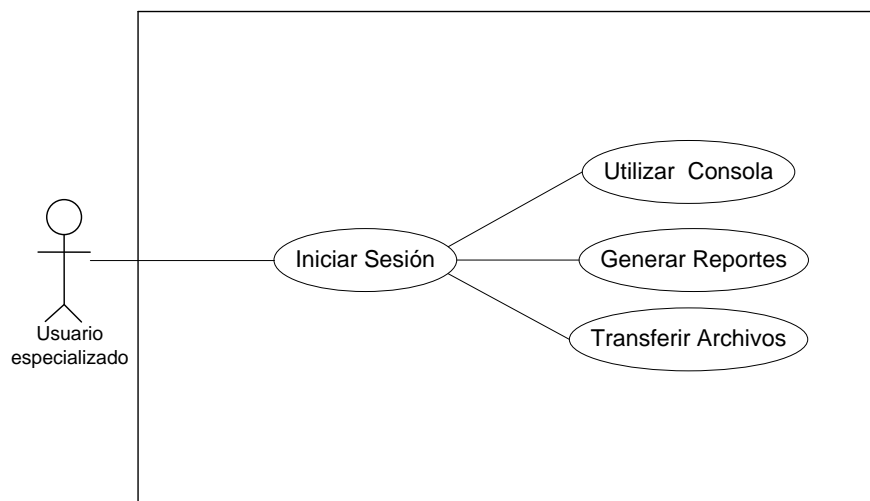 Utilizar  Consola
Iniciar Sesión
Generar Reportes
Transferir Archivos
Usuario
especializado